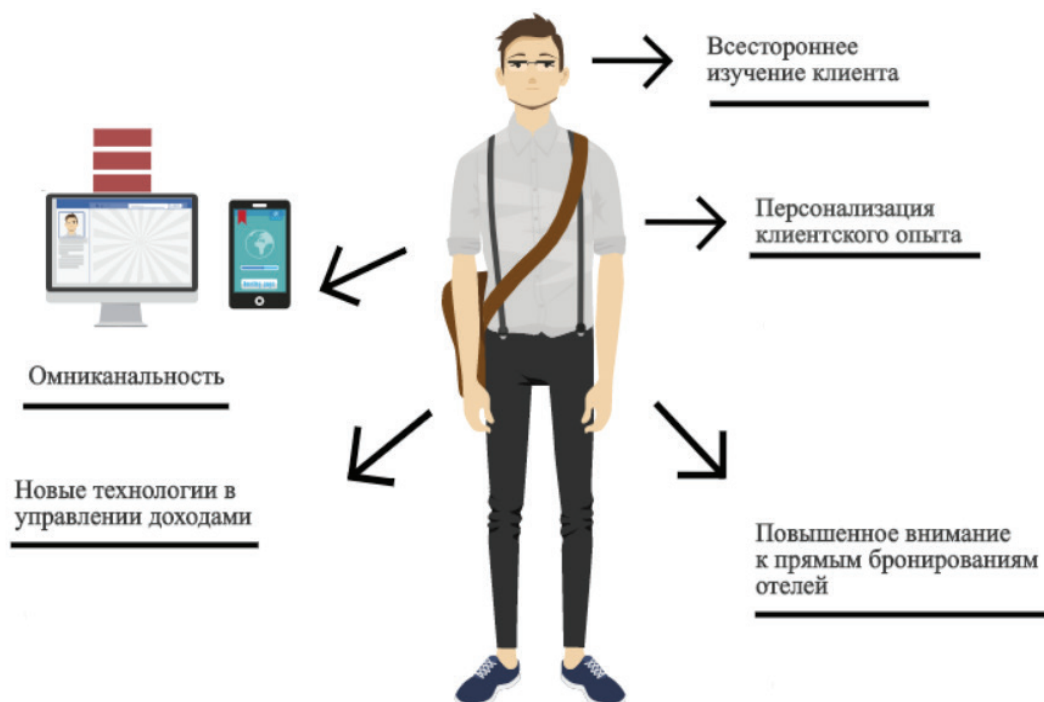 Всестороннее
изучение клиента
Персонализация
клиентского опыта
Омниканальность
Новые технологии в
управлении доходами
Повышенное внимание
к прямым бронированиям
отелей